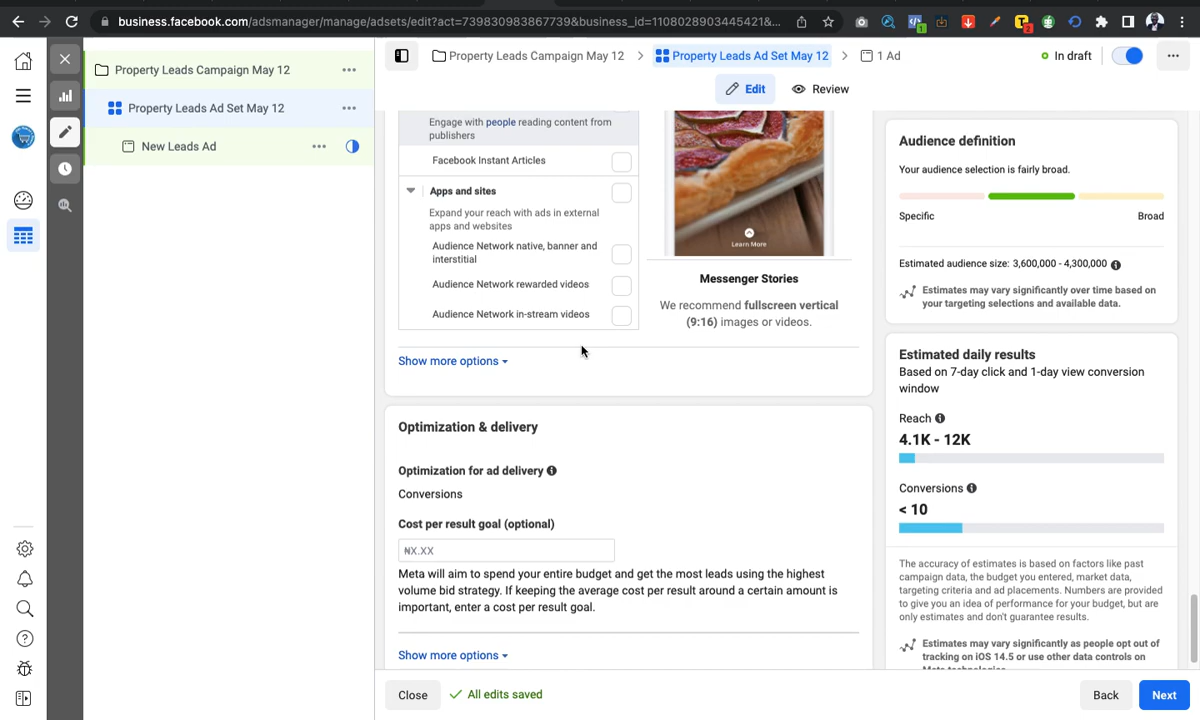 business.facebook.com/adsmanager/manage/adsets/edit?act=739830983867739&business_id=1108028903445421&...
Property Leads Campaign May 12
Property Leads Ad Set May 12
New Leads Ad
Property Leads Campaign May 12
Property Leads Ad Set May 12
1 Ad
In draft
Edit
Review
Engage with people reading content from
publishers
Facebook Instant Articles
Apps and sites
Expand your reach with ads in external
apps and websites
Audience Network native, banner and
interstitial
Audience Network rewarded videos
Audience Network in-stream videos
Learn More
Messenger Stories
We recommend fullscreen vertical
(9:16) images or videos.
Show more options
Optimization & delivery
Optimization for ad delivery
Conversions
Cost per result goal (optional)
₦X.XX
Meta will aim to spend your entire budget and get the most leads using the highest
volume bid strategy. If keeping the average cost per result around a certain amount is
important, enter a cost per result goal.
Show more options
Close
All edits saved
Back
Next
Audience definition
Your audience selection is fairly broad.
Specific
Broad
Estimated audience size: 3,600,000 - 4,300,000
Estimates may vary significantly over time based on
your targeting selections and available data.
Estimated daily results
Based on 7-day click and 1-day view conversion
window
Reach
4.1K - 12K
Conversions
< 10
The accuracy of estimates is based on factors like past
campaign data, the budget you entered, market data,
targeting criteria and ad placements. Numbers are provided
to give you an idea of performance for your budget, but are
only estimates and don't guarantee results.
Estimates may vary significantly as people opt out of
tracking on iOS 14.5 or use other data controls on
Meta technologies.